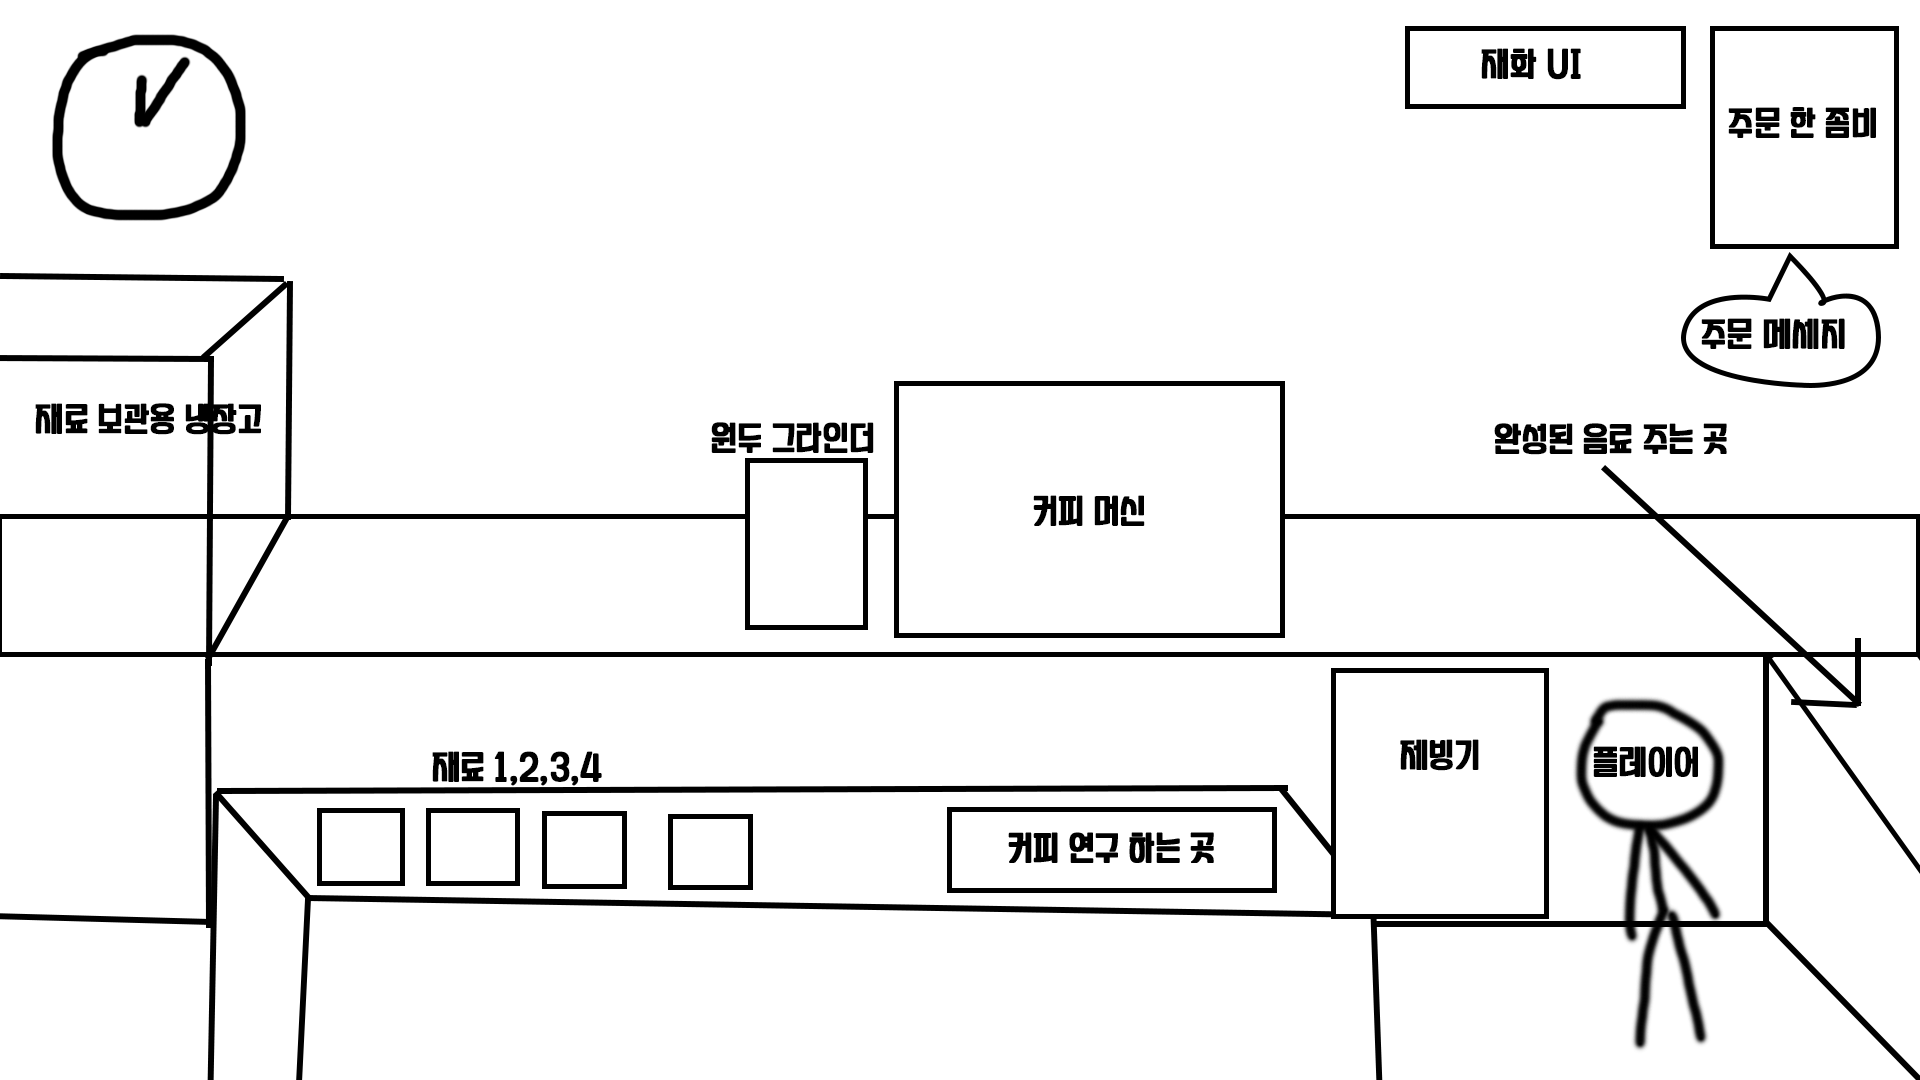 재화 UI
주문 한 좀비
주문 메세지
재료 보관용 냉장고
원두 그라인더
완성된 음료 주는 곳
커피 머신
제빙기
플레이어
재료 1,2,3,4
커피 연구 하는 곳